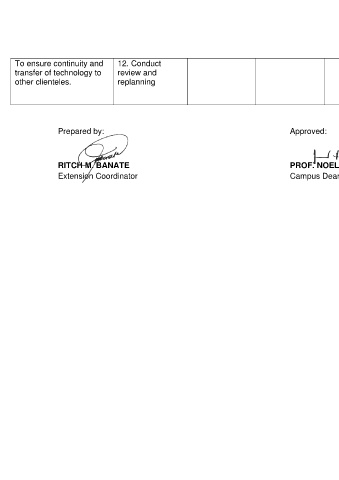 To ensure continuity and
transfer of technology to
other clienteles.
12. Conduct
review and
replanning
Prepared by:
Approved:
RITCH M. BANATE
PROF. NOEL
Extension Coordinator
Campus Dean